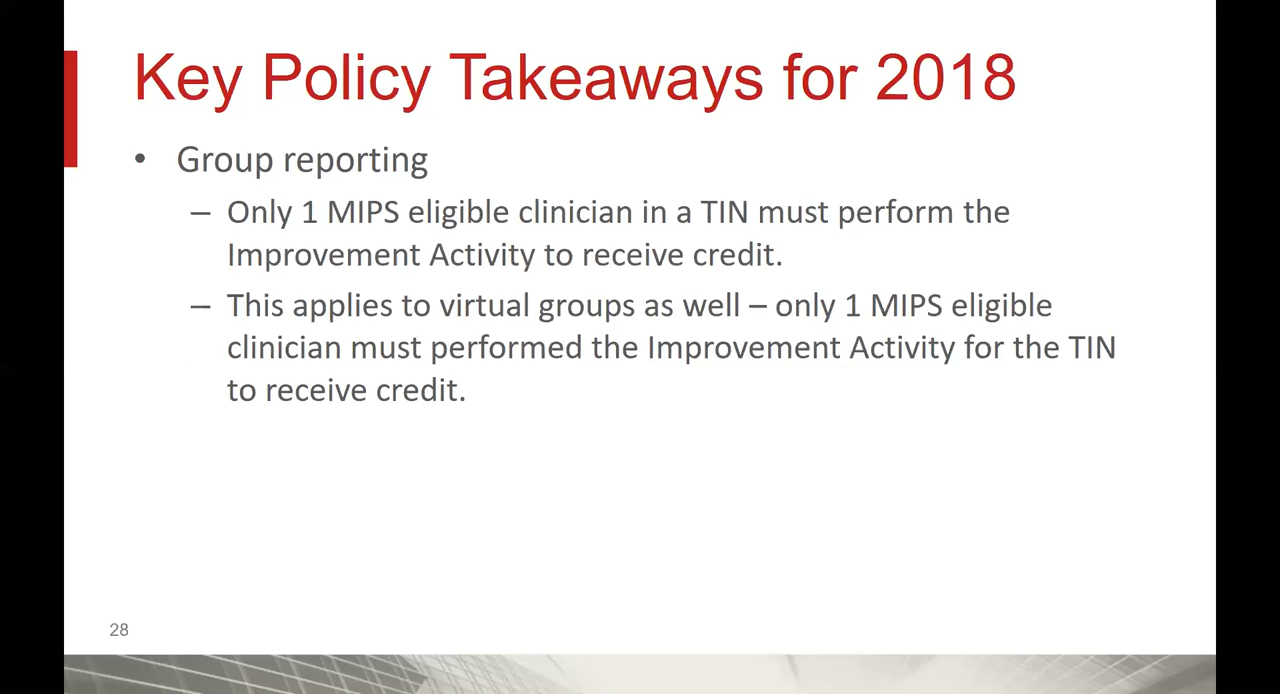 Key Policy Takeaways for 2018
• Group reporting
– Only 1 MIPS eligible clinician in a TIN must perform the
Improvement Activity to receive credit.
– This applies to virtual groups as well – only 1 MIPS eligible
clinician must performed the Improvement Activity for the TIN
to receive credit.
28